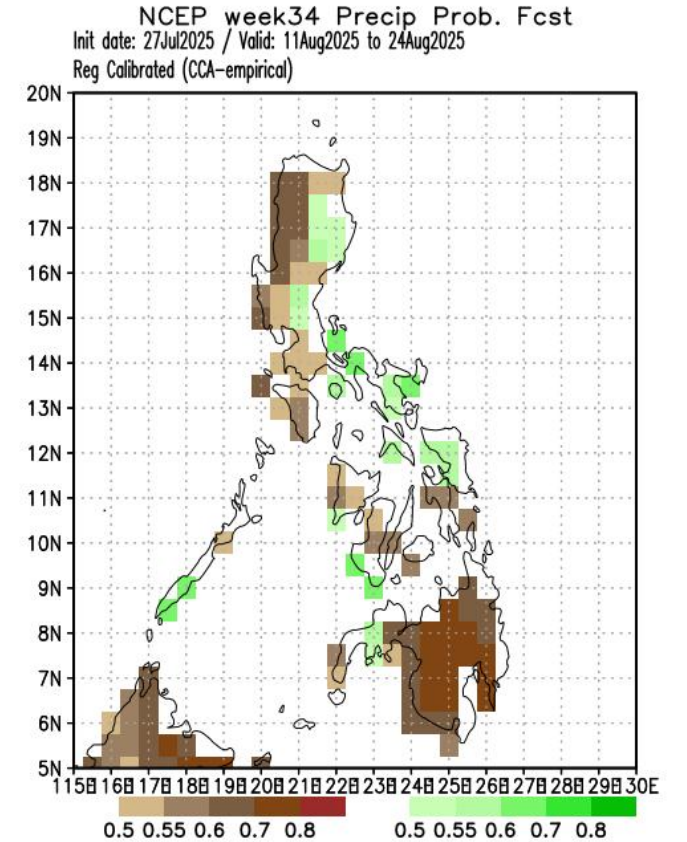 NCEP week34 Precip Prob. Fcst
Init date: 27Jul2025 / Valid: 11Aug2025 to 24Aug2025
Reg Calibrated (CCA-empirical)
20N
19N
18N
17N
16N
15N
14N
13N
12N
11N
10N
9N
8N
7N
6N
5N
115E 116E 117E 118E 119E 120E 121E 122E 123E 124E 125E 126E 127E 128E 129E 130E
0.5 0.55 0.6 0.7 0.8 0.5 0.55 0.6 0.7 0.8